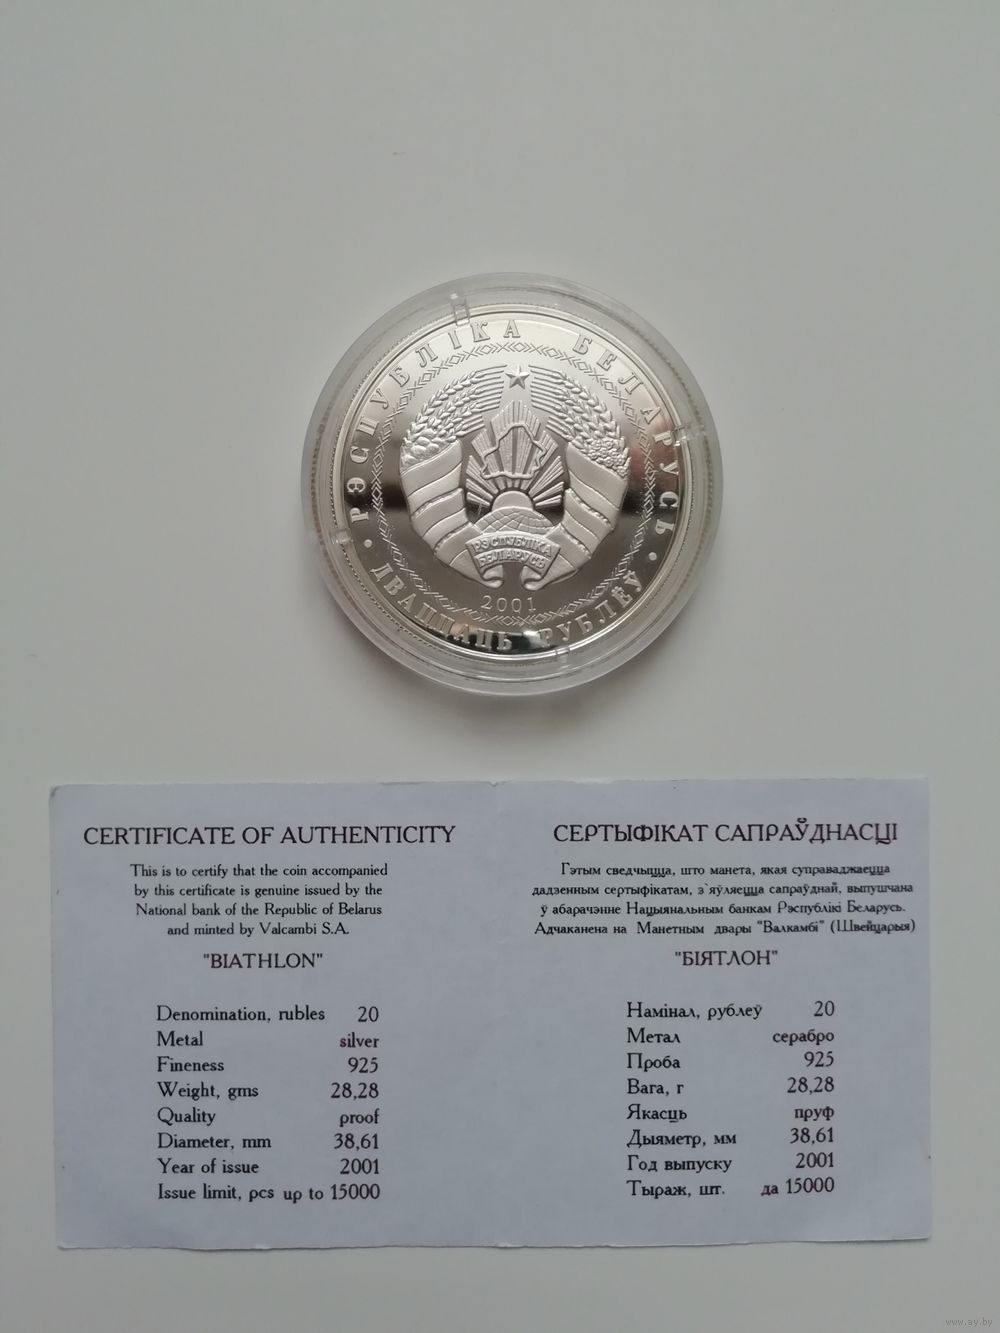 РЭСПУБЛІКА БЕЛАРУСЬ
РЭСПУБЛІКА
БЕЛАРУСЬ
2001
• ДВАЦЦАЦЬ РУБЛЁЎ •
CERTIFICATE OF AUTHENTICITY
This is to certify that the coin accompanied
by this certificate is genuine issued by the
National bank of the Republic of Belarus
and minted by Valcambi S.A.
"BIATHLON"
Denomination, rubles 20
Metal silver
Fineness 925
Weight, gms 28,28
Quality proof
Diameter, mm 38,61
Year of issue 2001
Issue limit, pcs up to 15000
СЕРТЫФІКАТ САПРАЎДНАСЦІ
Гэтым сведчыцца, што манета, якая суправаджаецца
дадзенным сертыфікатам, з`яўляецца сапраўднай, выпушчана
ў абарачэнне Нацыянальным банкам Рэспублікі Беларусь.
Адчаканена на Манетным двары "Валкамбі" (Швейцарыя)
"БІЯТЛОН"
Намінал, рублеў 20
Метал серабро
Проба 925
Вага, г 28,28
Якасць пруф
Дыяметр, мм 38,61
Год выпуску 2001
Тыраж, шт. да 15000
www.ay.by